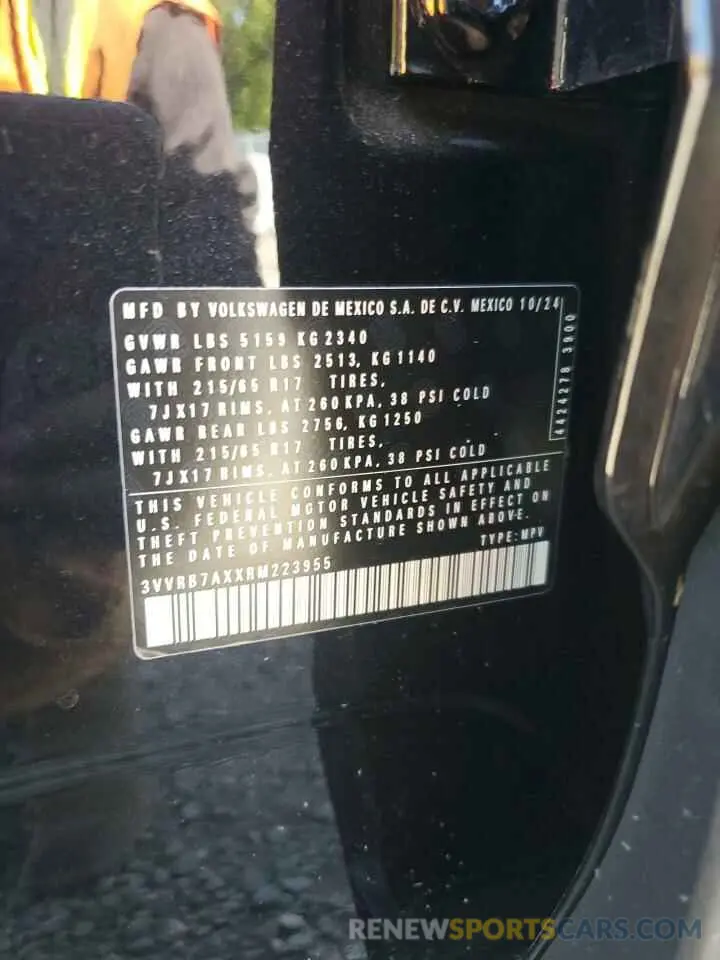 MFD BY VOLKSWAGEN DE MEXICO S.A. DE C.V. MEXICO 10/24
GVWR LBS 5159 KG 2340
GAWR FRONT LBS 2513, KG 1140
WITH 215/65 R17 TIRES,
7JX17 RIMS, AT 260 KPA, 38 PSI COLD
GAWR REAR LBS 2756, KG 1250
WITH 215/65 R17 TIRES,
7JX17 RIMS, AT 260 KPA, 38 PSI COLD
4424278 3900
THIS VEHICLE CONFORMS TO ALL APPLICABLE
U.S. FEDERAL MOTOR VEHICLE SAFETY AND
THEFT PREVENTION STANDARDS IN EFFECT ON
THE DATE OF MANUFACTURE SHOWN ABOVE.
TYPE: MPV
3VVRB7AXXRM223955
RENEWSPORTSCARS.COM